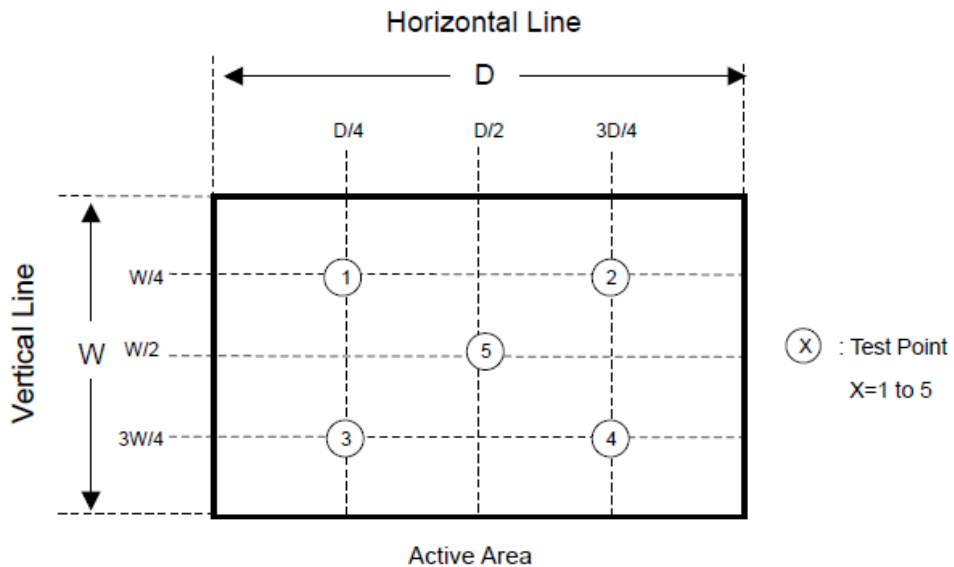 Horizontal Line
D
D/4 D/2 3D/4
Vertical Line
W
W/4
W/2
3W/4
1 2
5
3 4
X : Test Point
X=1 to 5
Active Area